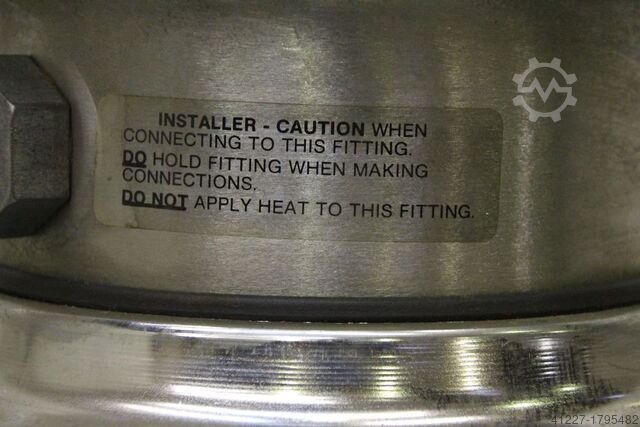 INSTALLER - CAUTION WHEN
CONNECTING TO THIS FITTING.
DO HOLD FITTING WHEN MAKING
CONNECTIONS.
DO NOT APPLY HEAT TO THIS FITTING.
41227-1795482